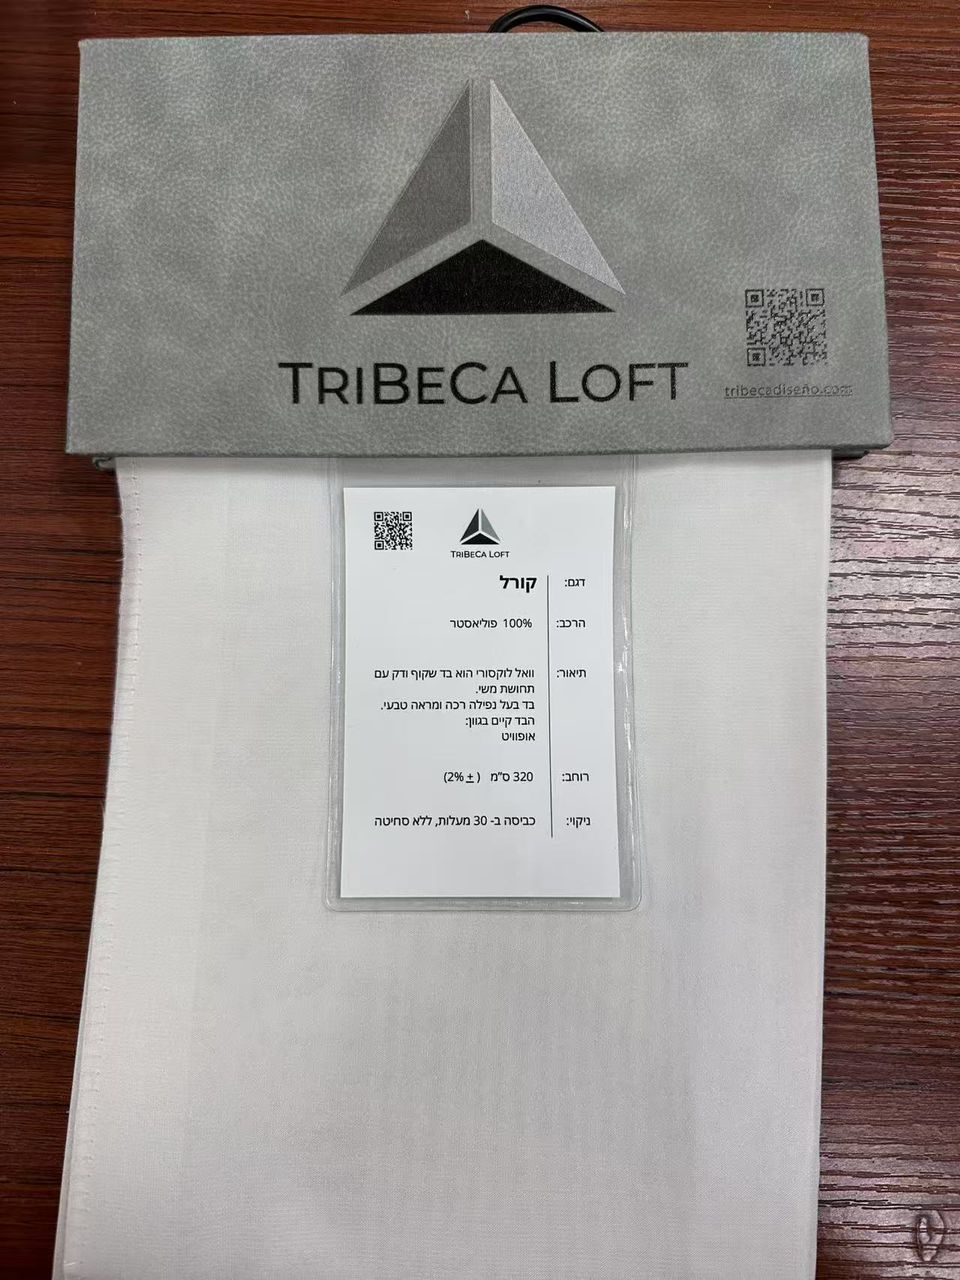 TRIBECA LOFT
tribecadiseño.com
TRIBECA LOFT
דגם: קורל
הרכב: 100% פוליאסטר
תיאור: וואל לוקסורי הוא בד שקוף ודק עם
תחושת משי.
בד בעל נפילה רכה ומראה טבעי.
הבד קיים בגוון:
אופוויט
רוחב: 320 ס"מ (± 2%)
ניקוי: כביסה ב- 30 מעלות, ללא סחיטה